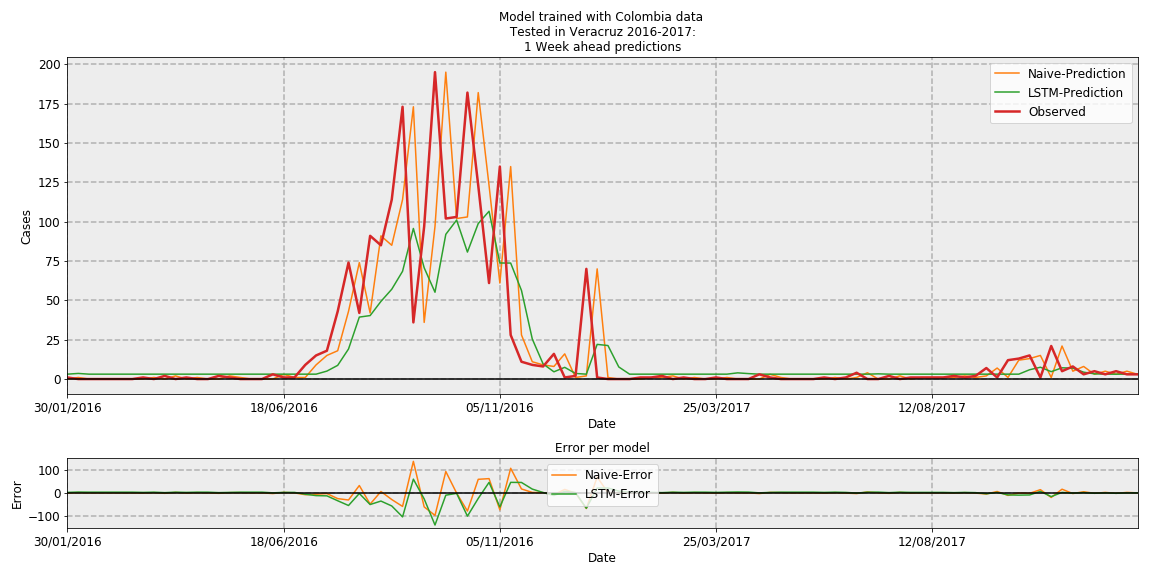 Model trained with Colombia data
Tested in Veracruz 2016-2017:
1 Week ahead predictions
200
175
150
125
100
75
50
25
0
Cases
Naive-Prediction
LSTM-Prediction
Observed
30/01/2016
18/06/2016
05/11/2016
25/03/2017
12/08/2017
Date
Error per model
100
0
−100
Error
Naive-Error
LSTM-Error
30/01/2016
18/06/2016
05/11/2016
25/03/2017
12/08/2017
Date